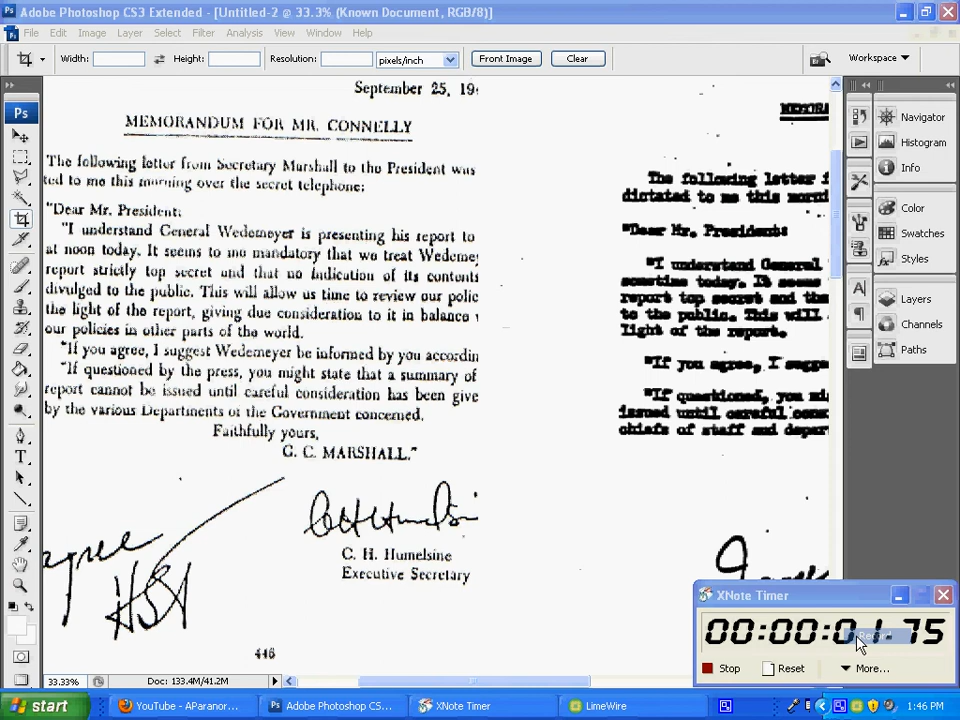 Adobe Photoshop CS3 Extended - [Untitled-2 @ 33.3% (Known Document, RGB/8)]
File Edit Image Layer Select Filter Analysis View Window Help
Width: Height: Resolution: pixels/inch Front Image Clear Workspace
Ps
Navigator
Histogram
Info
Color
Swatches
Styles
Layers
Channels
Paths
September 25, 19
MEMORANDUM FOR MR. CONNELLY
The following letter from Secretary Marshall to the President was
ted to me this morning over the secret telephone:
"Dear Mr. President:
"I understand General Wedemeyer is presenting his report to
at noon today. It seems to me mandatory that we treat Wedeme
report strictly top secret and that no indication of its contents
divulged to the public. This will allow us time to review our polic
the light of the report, giving due consideration to it in balance
our policies in other parts of the world.
"If you agree, I suggest Wedemeyer be informed by you accordin
"If questioned by the press, you might state that a summary of
report cannot be issued until careful consideration has been give
by the various Departments of the Government concerned.
Faithfully yours,
G. C. MARSHALL."
gree
HST
CH Humelsin
C. H. Humelsine
Executive Secretary
448
MEMORA
The following letter
dictated to me this morni
"Dear Mr. President:
"I understand General
sometime today. It seems
report top secret and tha
to the public. This will
light of the report.
"If you agree, I sugge
"If questioned, you mi
issued until careful cons
chiefs of staff and depar
XNote Timer
00:00:01.75
Record
Stop Reset More...
33.33% Doc: 133.4M/41.2M
start YouTube - AParanor... Adobe Photoshop CS... XNote Timer LimeWire 1:46 PM